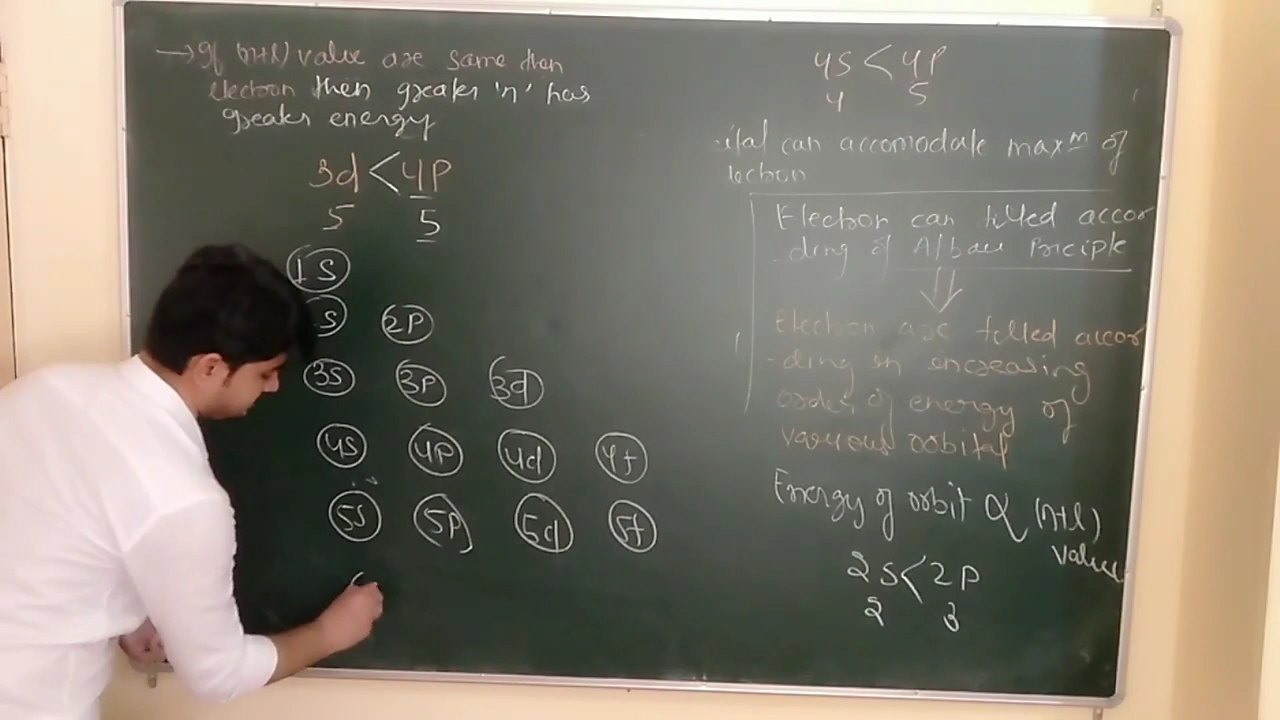 → If (n+l) value are same then
electron then greater 'n' has
greater energy
3d < 4P
5 5
1S
S 2P
3S 3P 3d
4S 4P 4d 4f
5S 5P 5d 5f
4S < 4P
4 5
ital can accomodate maxm of
lectron
Electron can filled accor
-ding of Principle
Electron are filled accor
-ding in encreasing
order of energy of
various orbital
Energy of orbit ∝ (n+l)
value
2S < 2P
2 3